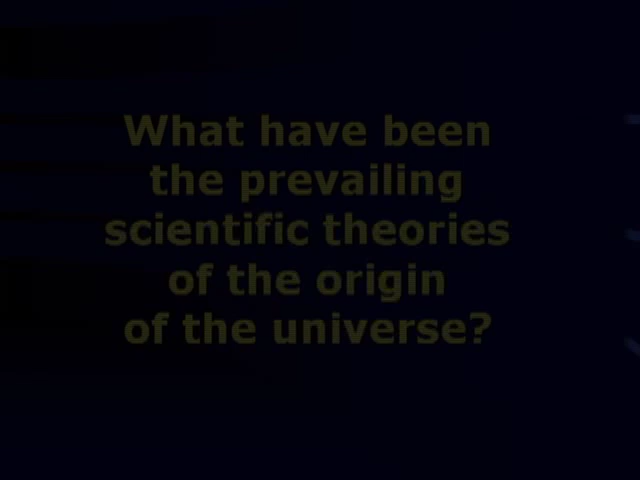 What have been
the prevailing
scientific theories
of the origin
of the universe?